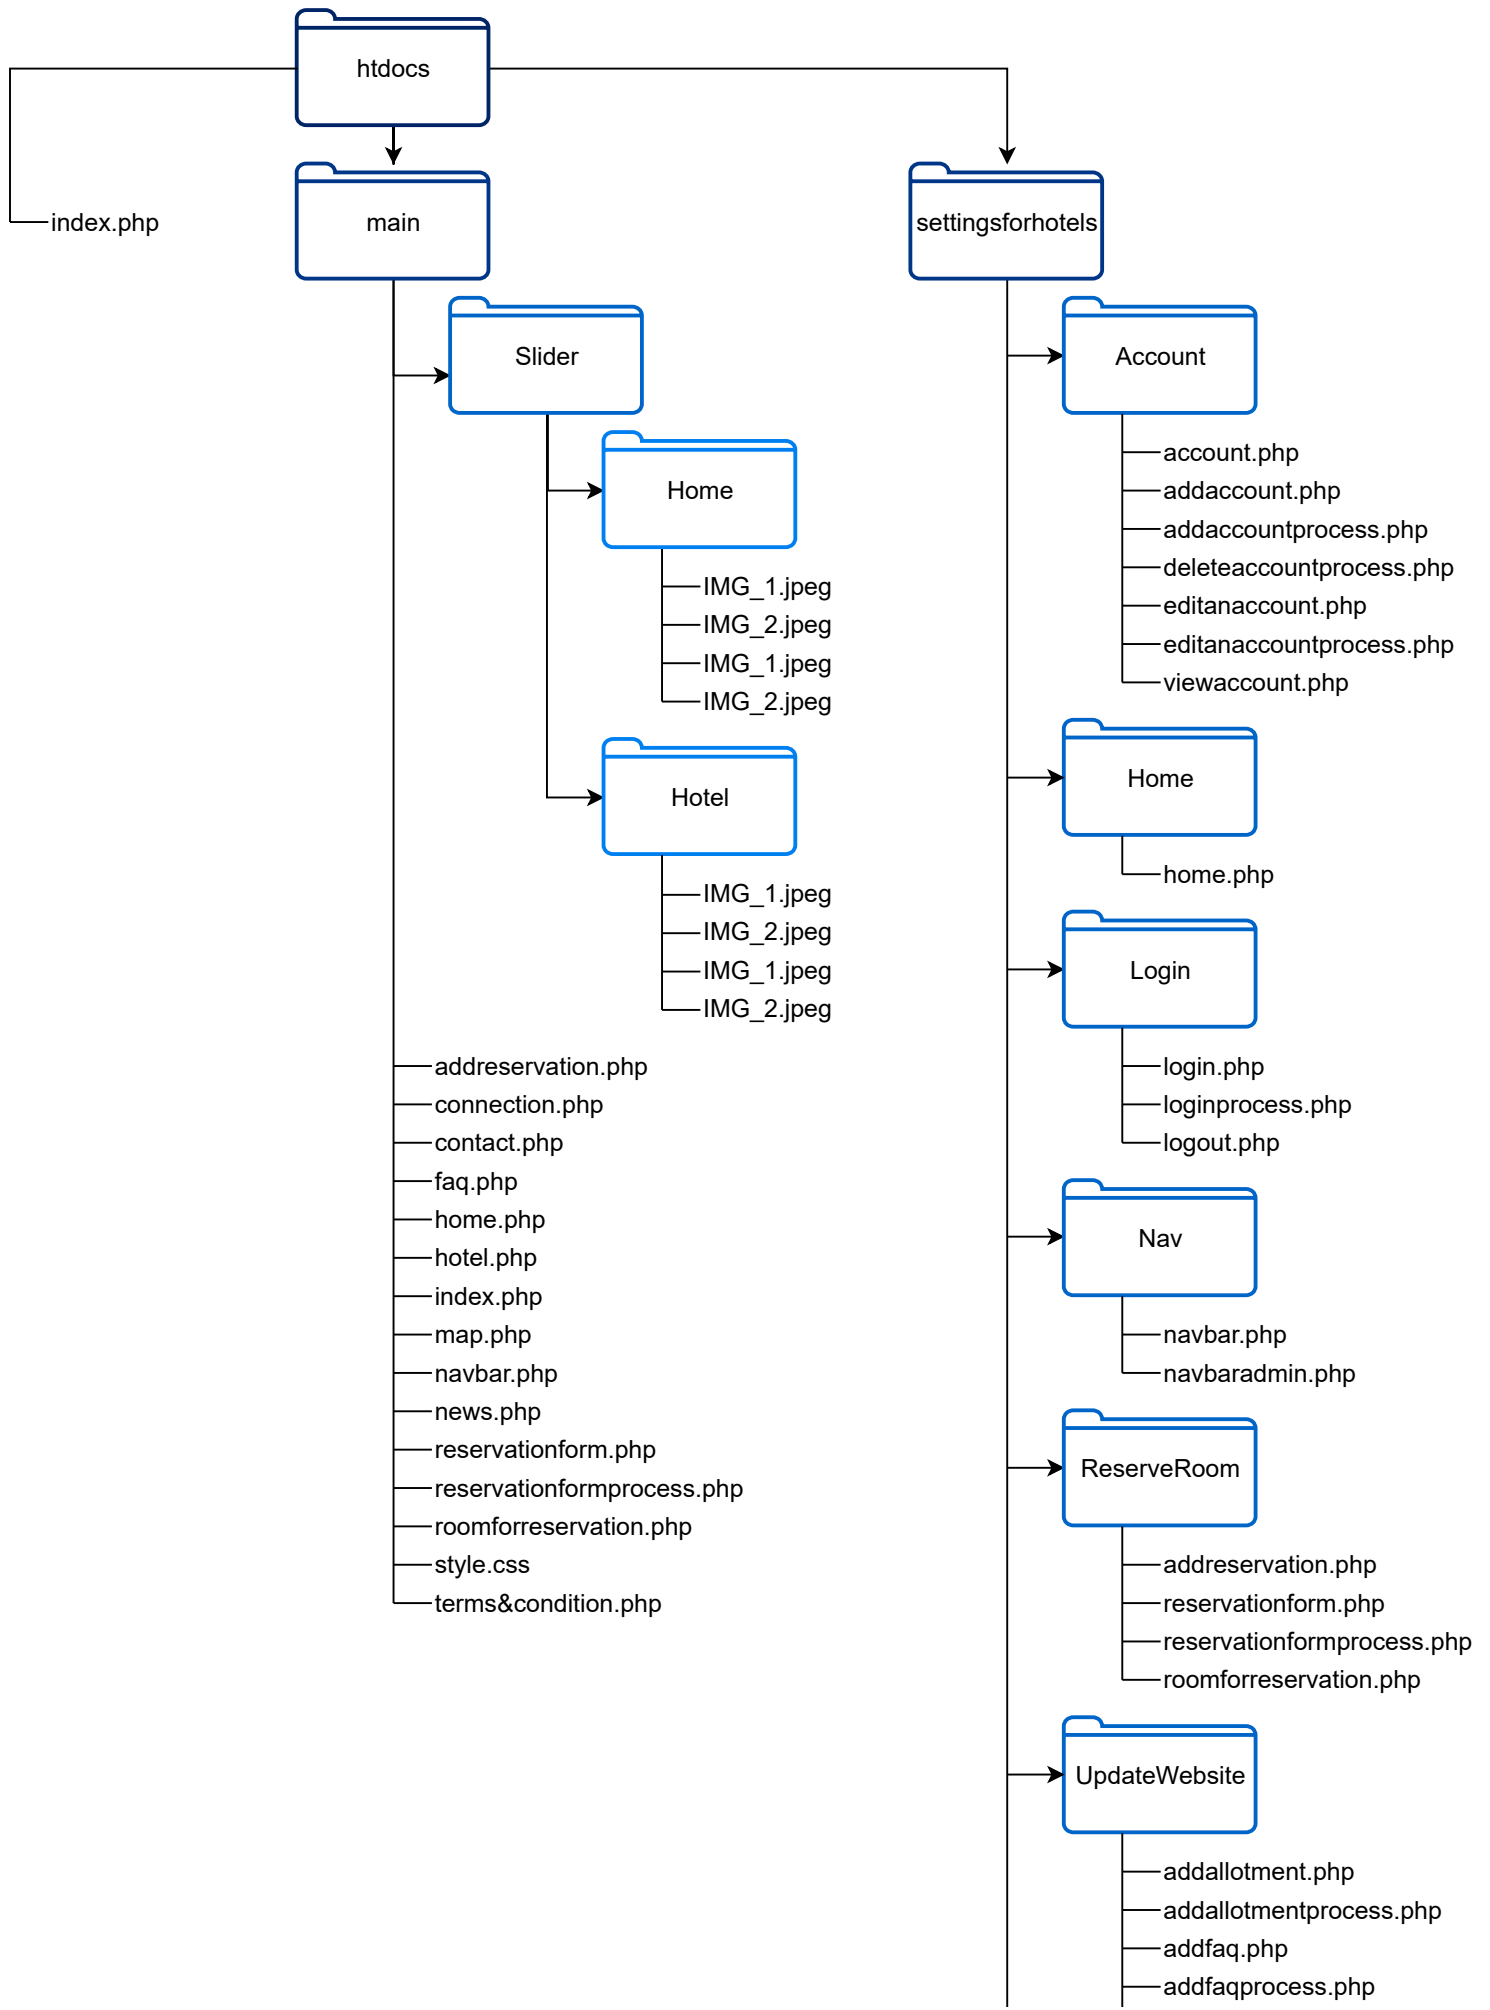 htdocs
index.php
main
settingsforhotels
Slider
Home
IMG_1.jpeg
IMG_2.jpeg
IMG_1.jpeg
IMG_2.jpeg
Hotel
IMG_1.jpeg
IMG_2.jpeg
IMG_1.jpeg
IMG_2.jpeg
addreservation.php
connection.php
contact.php
faq.php
home.php
hotel.php
index.php
map.php
navbar.php
news.php
reservationform.php
reservationformprocess.php
roomforreservation.php
style.css
terms&condition.php
Account
account.php
addaccount.php
addaccountprocess.php
deleteaccountprocess.php
editanaccount.php
editanaccountprocess.php
viewaccount.php
Home
home.php
Login
login.php
loginprocess.php
logout.php
Nav
navbar.php
navbaradmin.php
ReserveRoom
addreservation.php
reservationform.php
reservationformprocess.php
roomforreservation.php
UpdateWebsite
addallotment.php
addallotmentprocess.php
addfaq.php
addfaqprocess.php